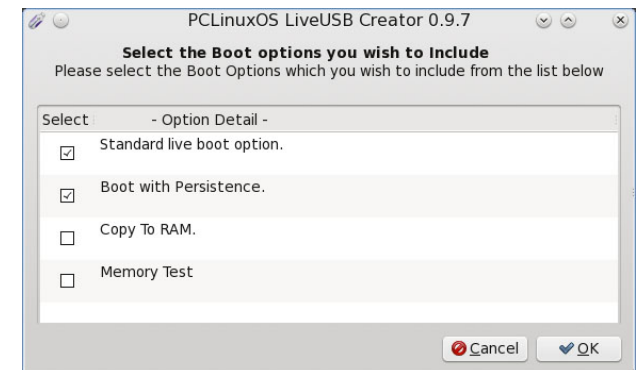 PCLinuxOS LiveUSB Creator 0.9.7
Select the Boot options you wish to Include
Please select the Boot Options which you wish to include from the list below
Select - Option Detail -
Standard live boot option.
Boot with Persistence.
Copy To RAM.
Memory Test
Cancel OK